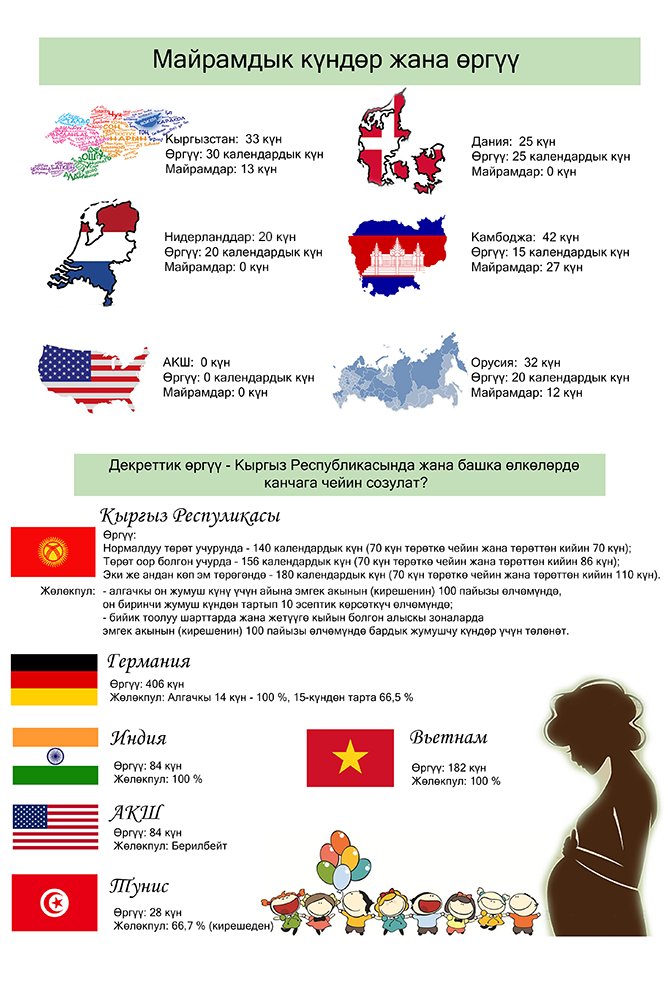 Майрамдык күндөр жана өргүү
Кыргызстан: 33 күн
Өргүү: 30 календардык күн
Майрамдар: 13 күн
Дания: 25 күн
Өргүү: 25 календардык күн
Майрамдар: 0 күн
Нидерланддар: 20 күн
Өргүү: 20 календардык күн
Майрамдар: 0 күн
Камбоджа: 42 күн
Өргүү: 15 календардык күн
Майрамдар: 27 күн
АКШ: 0 күн
Өргүү: 0 календардык күн
Майрамдар: 0 күн
Орусия: 32 күн
Өргүү: 20 календардык күн
Майрамдар: 12 күн
Декреттик өргүү - Кыргыз Республикасында жана башка өлкөлөрдө
канчага чейин созулат?
Кыргыз Респуликасы
Өргүү:
Нормалдуу төрөт учурунда - 140 календардык күн (70 күн төрөткө чейин жана төрөттөн кийин 70 күн);
Төрөт оор болгон учурда - 156 календардык күн (70 күн төрөткө чейин жана төрөттөн кийин 86 күн);
Эки же андан көп эм төрөгөндө - 180 календардык күн (70 күн төрөткө чейин жана төрөттөн кийин 110 күн).
Жөлөкпул: - алгачкы он жумуш күнү үчүн айына эмгек акынын (кирешенин) 100 пайызы өлчөмүндө,
он биринчи жумуш күндөн тартып 10 эсептик көрсөткүч өлчөмүндө;
- бийик тоолуу шарттарда жана жетүүгө кыйын болгон алыскы зоналарда
эмгек акынын (кирешенин) 100 пайызы өлчөмүндө бардык жумушчу күндөр үчүн төлөнөт.
Германия
Өргүү: 406 күн
Жөлөкпул: Алгачкы 14 күн - 100 %, 15-күндөн тарта 66,5 %
Индия
Өргүү: 84 күн
Жөлөкпул: 100 %
Вьетнам
Өргүү: 182 күн
Жөлөкпул: 100 %
АКШ
Өргүү: 84 күн
Жөлөкпул: Берилбейт
Тунис
Өргүү: 28 күн
Жөлөкпул: 66,7 % (кирешеден)